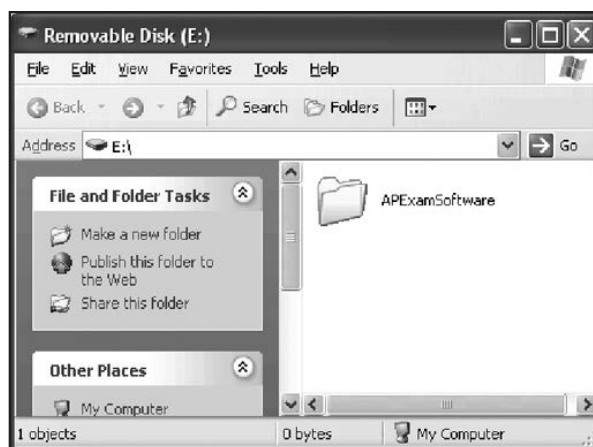 Removable Disk (E:)
File Edit View Favorites Tools Help
Back Search Folders
Address E:\ Go
File and Folder Tasks
Make a new folder
Publish this folder to
the Web
Share this folder
Other Places
My Computer
APExamSoftware
1 objects 0 bytes My Computer